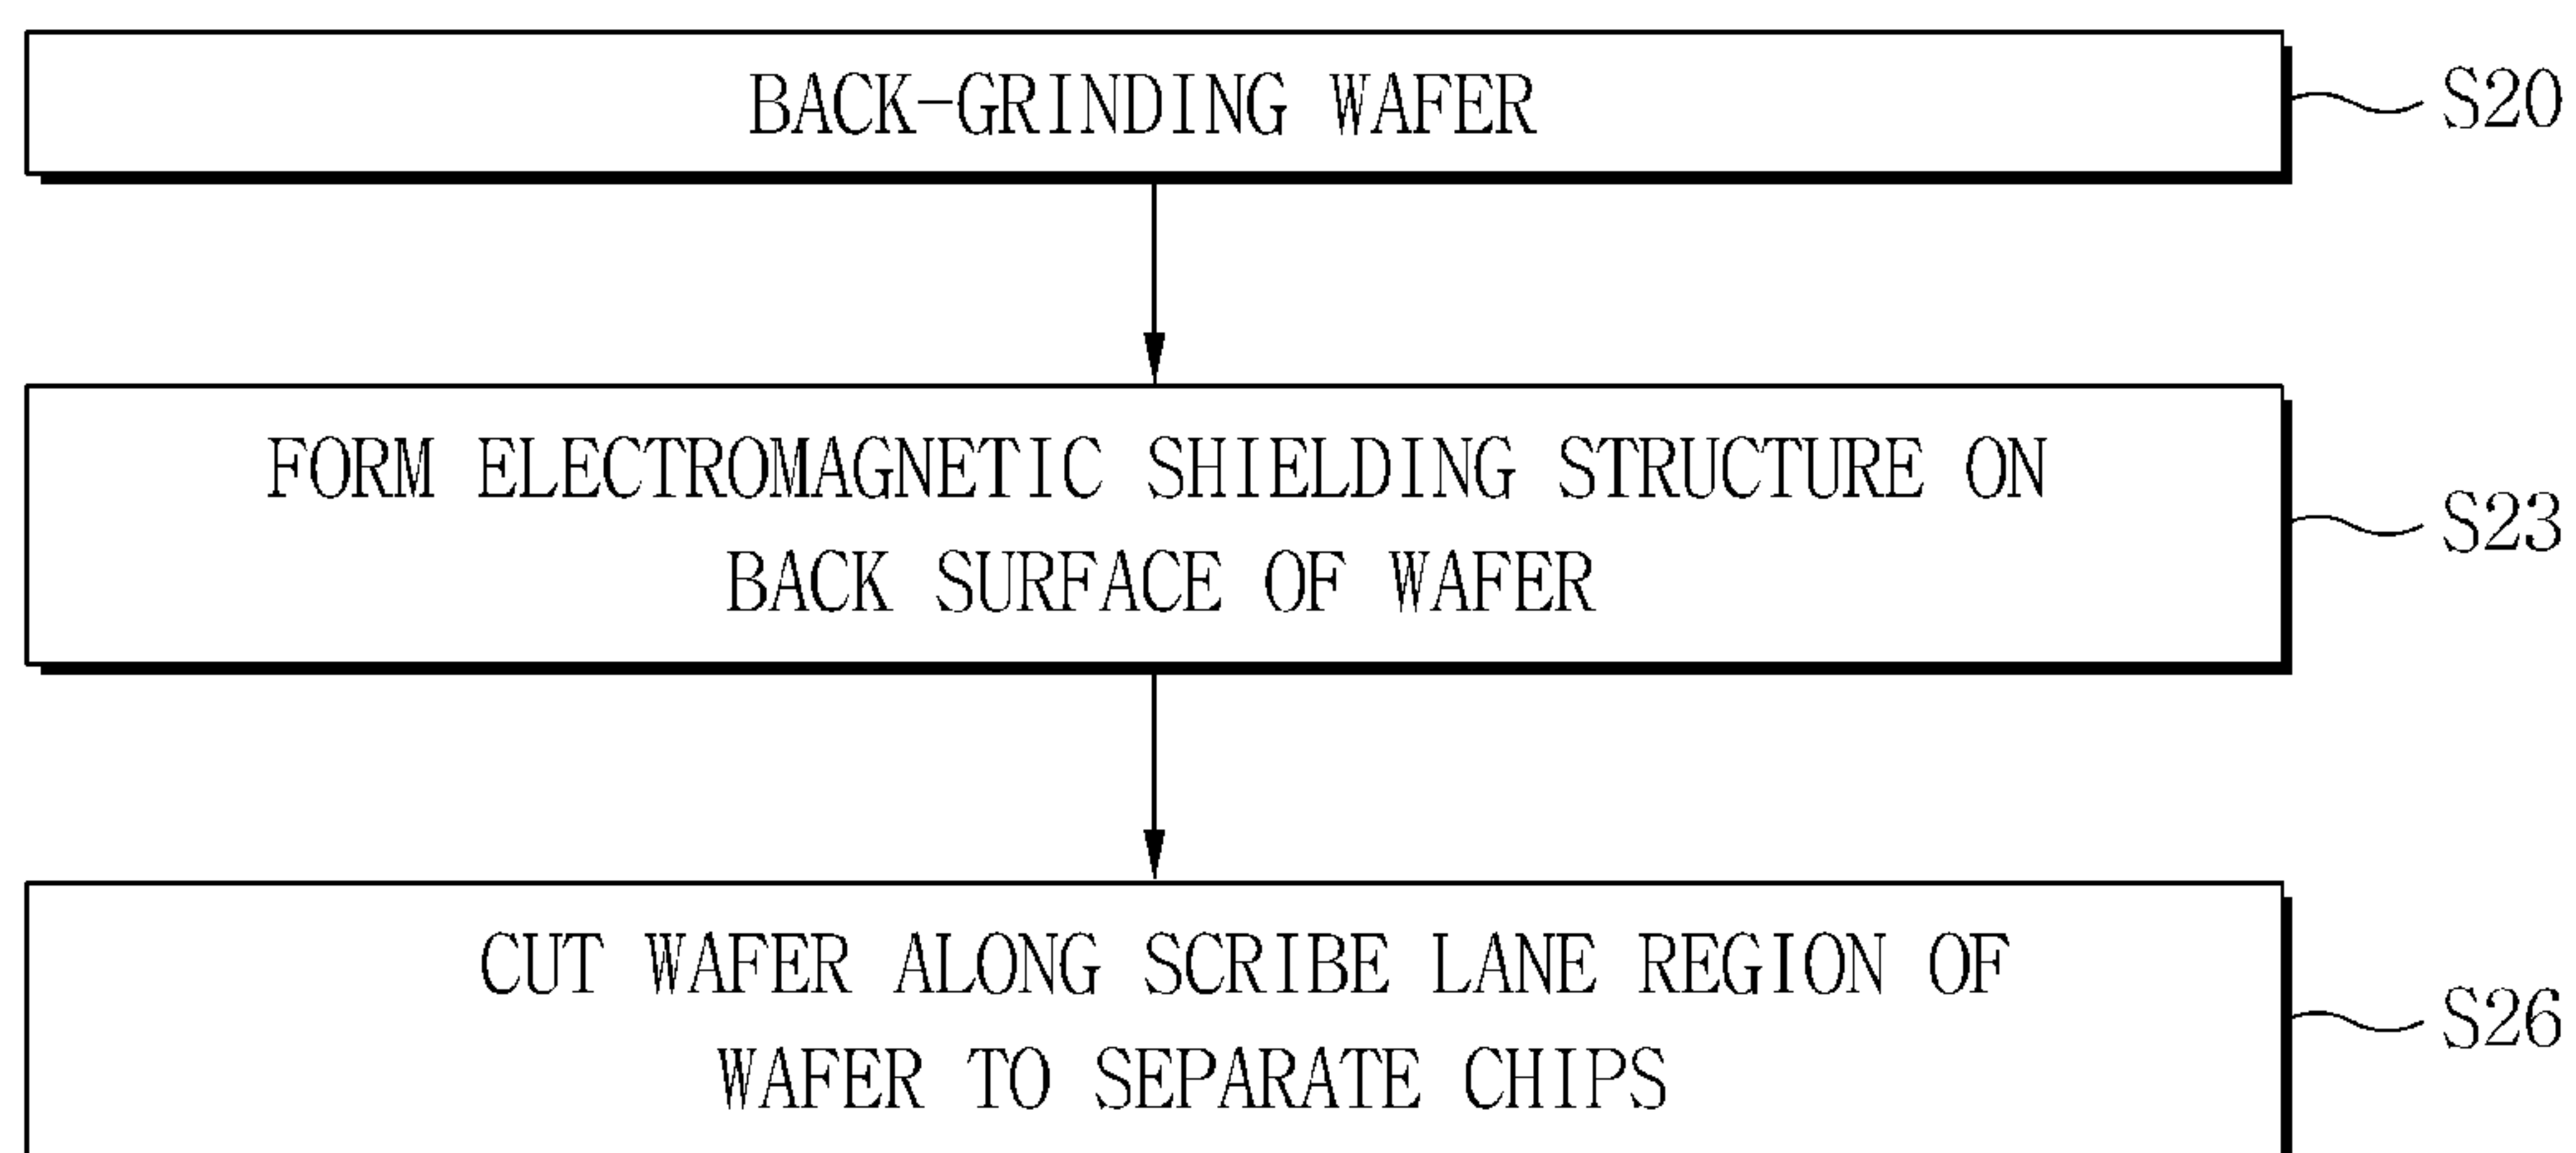 BACK-GRINDING WAFER
S20
FORM ELECTROMAGNETIC SHIELDING STRUCTURE ON
BACK SURFACE OF WAFER
S23
CUT WAFER ALONG SCRIBE LANE REGION OF
WAFER TO SEPARATE CHIPS
S26